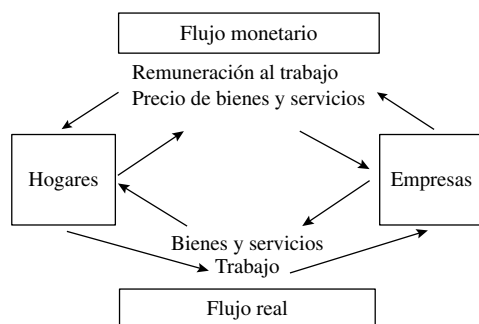 Flujo monetario
Remuneración al trabajo
Precio de bienes y servicios
Hogares
Empresas
Bienes y servicios
Trabajo
Flujo real